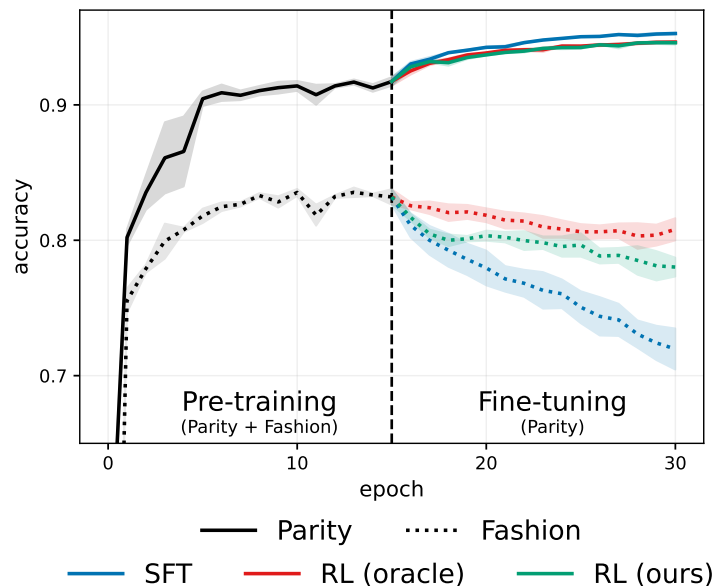 accuracy
0.9
0.8
0.7
Pre-training
(Parity + Fashion)
Fine-tuning
(Parity)
0 10 20 30
epoch
Parity Fashion
SFT RL (oracle) RL (ours)